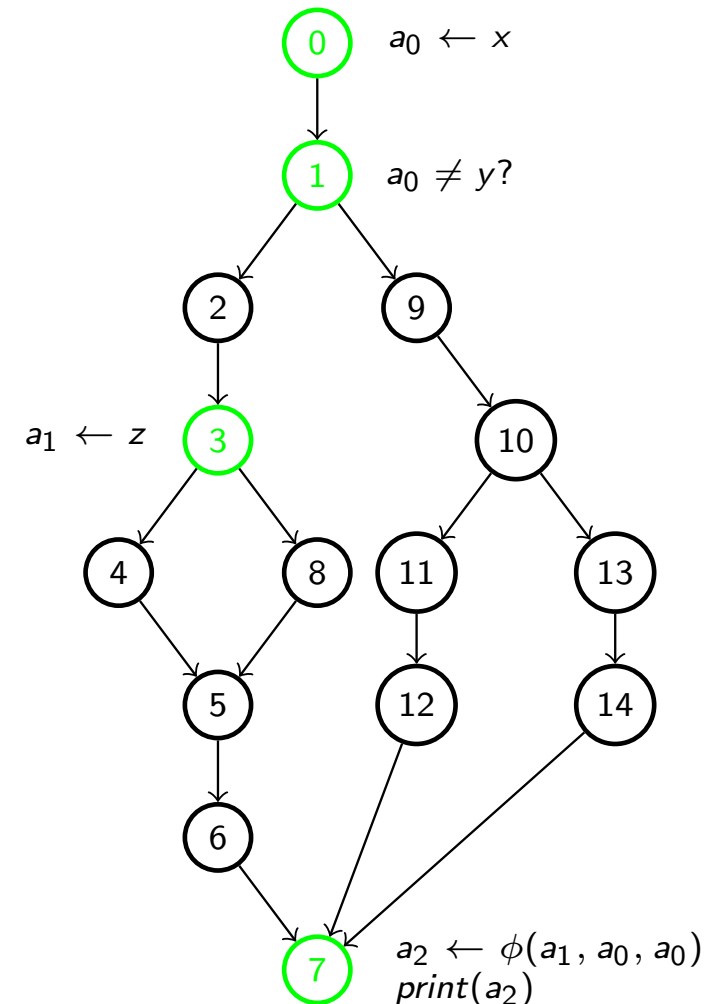 0 a₀ ← x
1 a₀ ≠ y?
2 9
a₁ ← z 3 10
4 8 11 13
5 12 14
6
7 a₂ ← ϕ(a₁, a₀, a₀)
print(a₂)